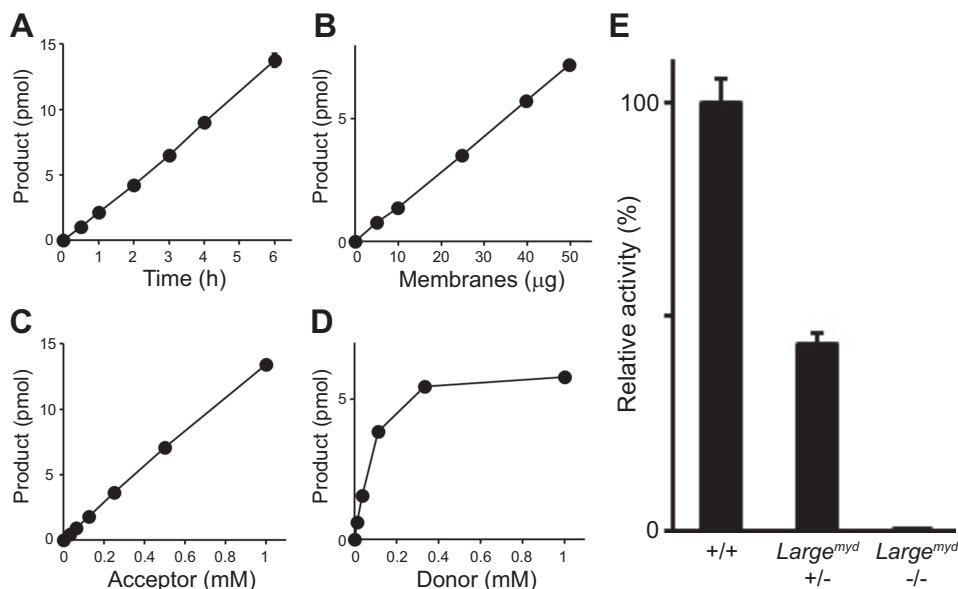 A
Product (pmol)
15
10
5
0
0 1 2 3 4 5 6
Time (h)
B
Product (pmol)
5
0
0 10 20 30 40 50
Membranes (μg)
C
Product (pmol)
15
10
5
0
0 0.2 0.4 0.6 0.8 1
Acceptor (mM)
D
Product (pmol)
5
0
0 0.2 0.4 0.6 0.8 1
Donor (mM)
E
Relative activity (%)
100
0
+/+ Large^myd Large^myd
+/- -/-